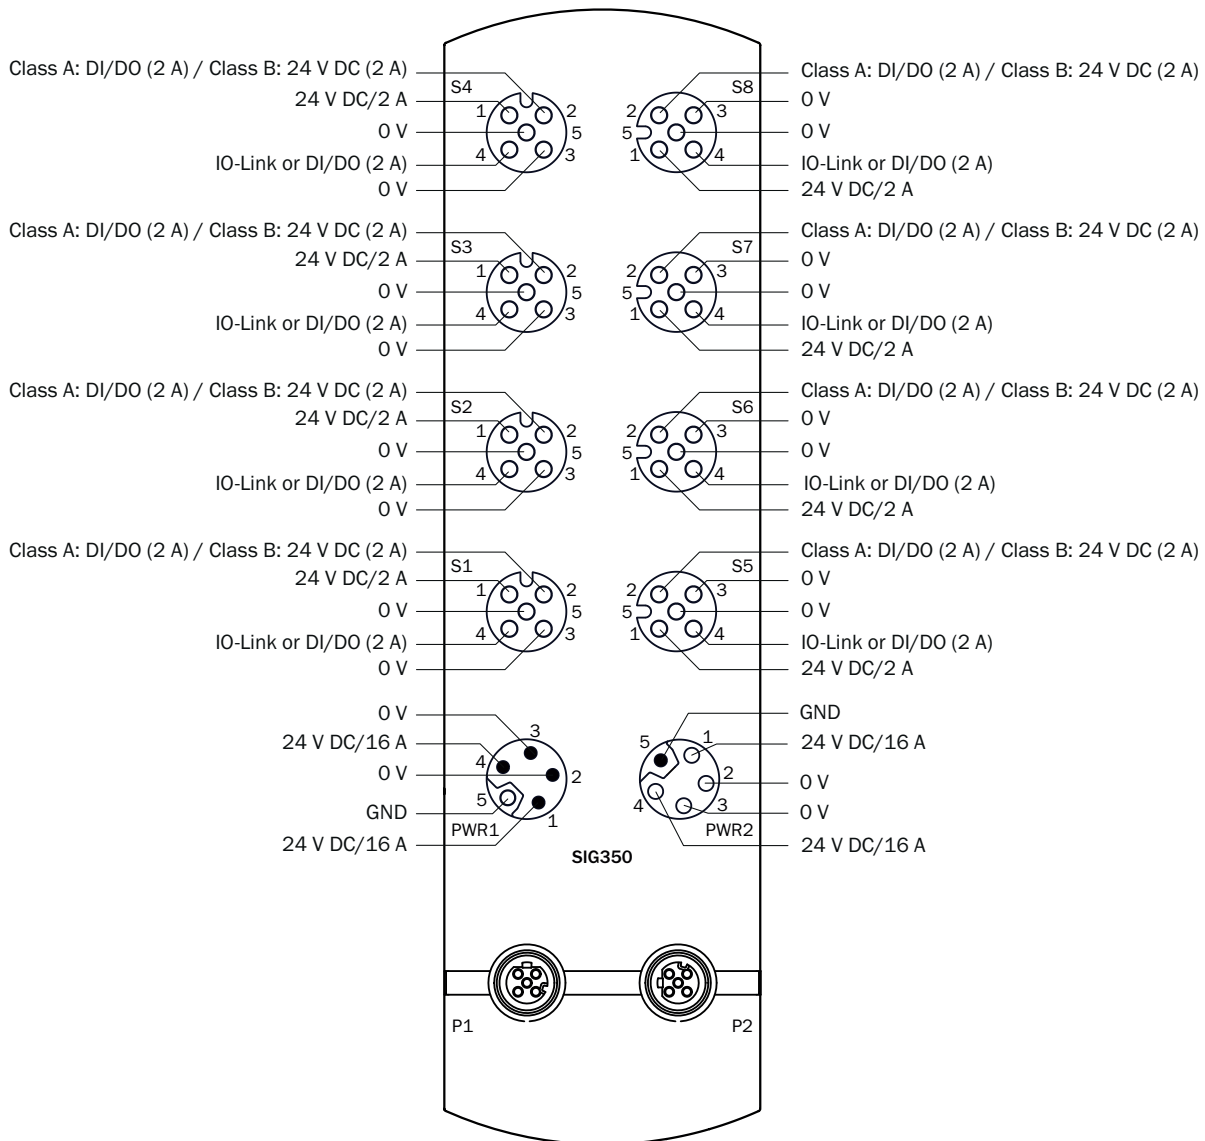 Class A: DI/DO (2 A) / Class B: 24 V DC (2 A)
S4
24 V DC/2 A
1
2
0 V
5
IO-Link or DI/DO (2 A)
4
3
0 V
Class A: DI/DO (2 A) / Class B: 24 V DC (2 A)
S8
0 V
2
3
0 V
5
IO-Link or DI/DO (2 A)
1
4
24 V DC/2 A
Class A: DI/DO (2 A) / Class B: 24 V DC (2 A)
S3
24 V DC/2 A
1
2
0 V
5
IO-Link or DI/DO (2 A)
4
3
0 V
Class A: DI/DO (2 A) / Class B: 24 V DC (2 A)
S7
0 V
2
3
0 V
5
IO-Link or DI/DO (2 A)
1
4
24 V DC/2 A
Class A: DI/DO (2 A) / Class B: 24 V DC (2 A)
S2
24 V DC/2 A
1
2
0 V
5
IO-Link or DI/DO (2 A)
4
3
0 V
Class A: DI/DO (2 A) / Class B: 24 V DC (2 A)
S6
0 V
2
3
0 V
5
IO-Link or DI/DO (2 A)
1
4
24 V DC/2 A
Class A: DI/DO (2 A) / Class B: 24 V DC (2 A)
S1
24 V DC/2 A
1
2
0 V
5
IO-Link or DI/DO (2 A)
4
3
0 V
Class A: DI/DO (2 A) / Class B: 24 V DC (2 A)
S5
0 V
2
3
0 V
5
IO-Link or DI/DO (2 A)
1
4
24 V DC/2 A
0 V
3
24 V DC/16 A
4
0 V
2
5
GND
1
PWR1
24 V DC/16 A
GND
5
1
24 V DC/16 A
2
0 V
4
3
0 V
PWR2
24 V DC/16 A
SIG350
P1
P2